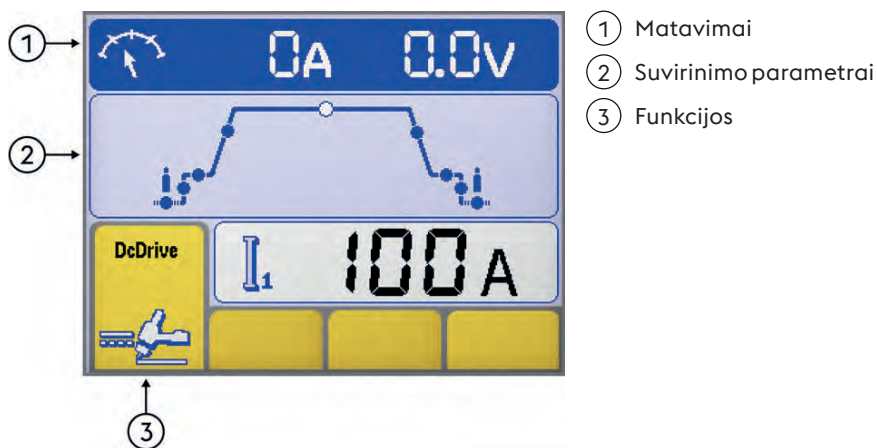 1 0A 0.0V
2
DcDrive I1 100A
3
1 Matavimai
2 Suvirinimo parametrai
3 Funkcijos